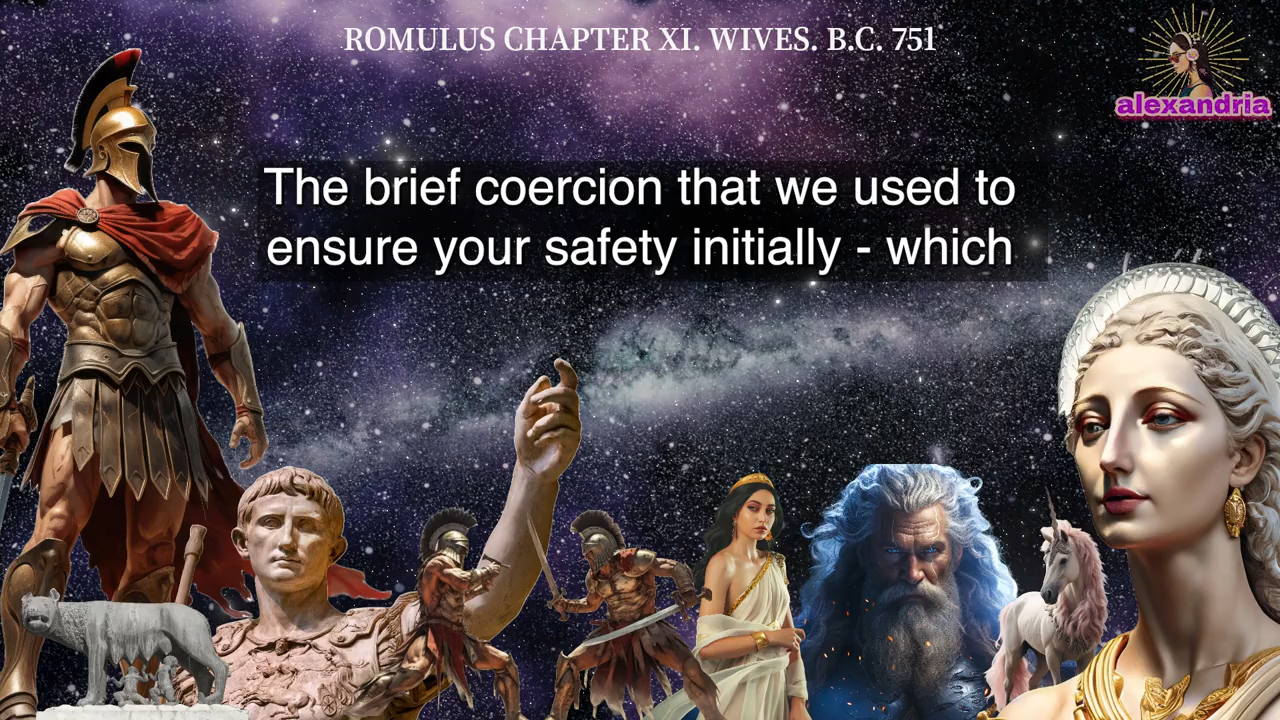 ROMULUS CHAPTER XI. WIVES. B.C. 751
alexandria
The brief coercion that we used to
ensure your safety initially - which